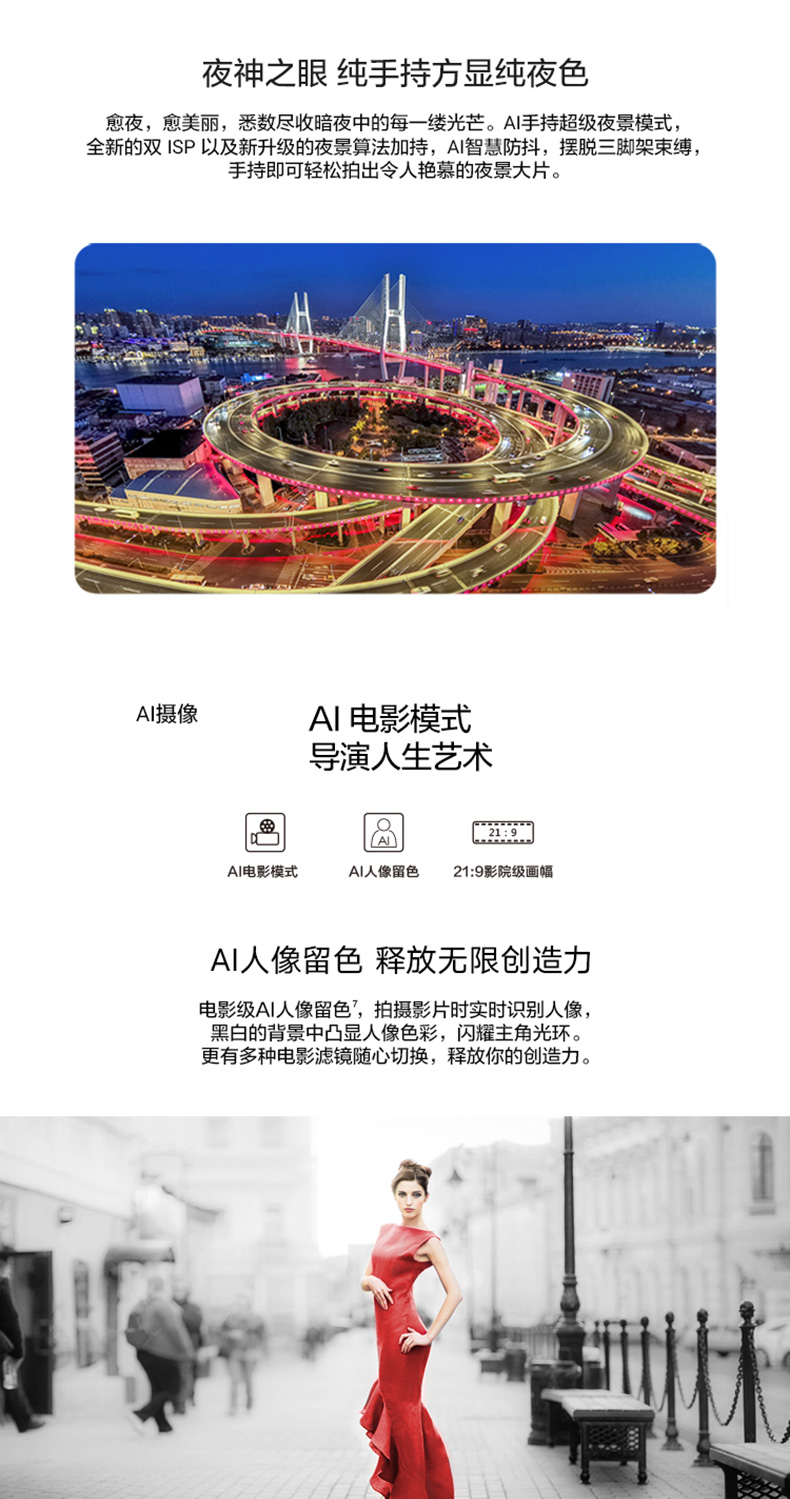 夜神之眼 纯手持方显纯夜色
愈夜，愈美丽，悉数尽收暗夜中的每一缕光芒。AI手持超级夜景模式，
全新的双 ISP 以及新升级的夜景算法加持，AI智慧防抖，摆脱三脚架束缚，
手持即可轻松拍出令人艳慕的夜景大片。
AI摄像
AI 电影模式
导演人生艺术
21：9
AI
AI电影模式
AI人像留色
21:9影院级画幅
AI人像留色 释放无限创造力
电影级AI人像留色7，拍摄影片时实时识别人像，
黑白的背景中凸显人像色彩，闪耀主角光环。
更有多种电影滤镜随心切换，释放你的创造力。